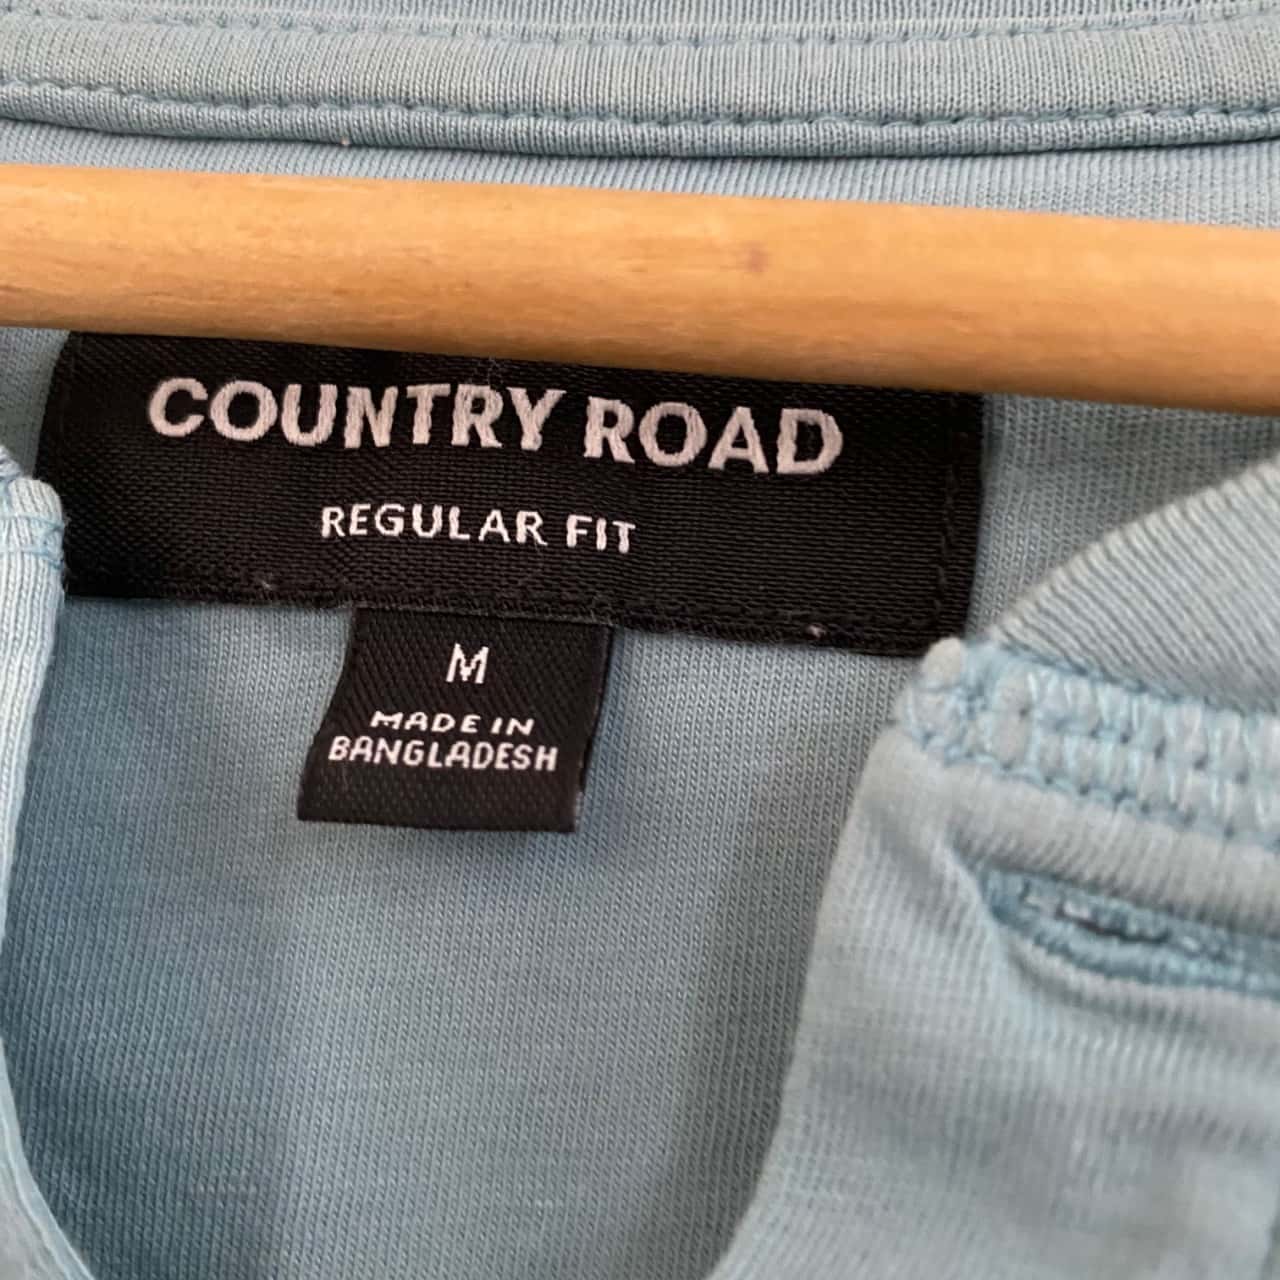 COUNTRY ROAD
REGULAR FIT
M
MADE IN
BANGLADESH